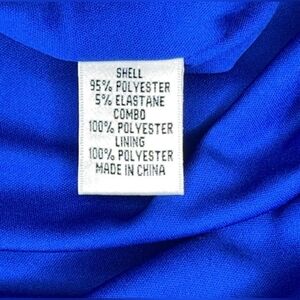 SHELL
95% POLYESTER
5% ELASTANE
COMBO
100% POLYESTER
LINING
100% POLYESTER
MADE IN CHINA